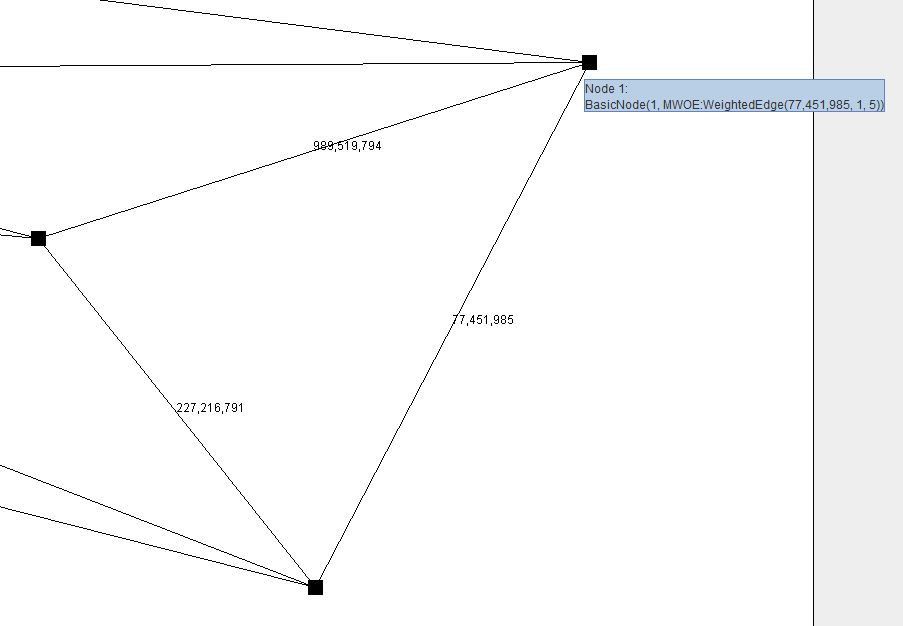 Node 1:
BasicNode(1, MWOE:WeightedEdge(77,451,985, 1, 5))
989,519,794
77,451,985
227,216,791